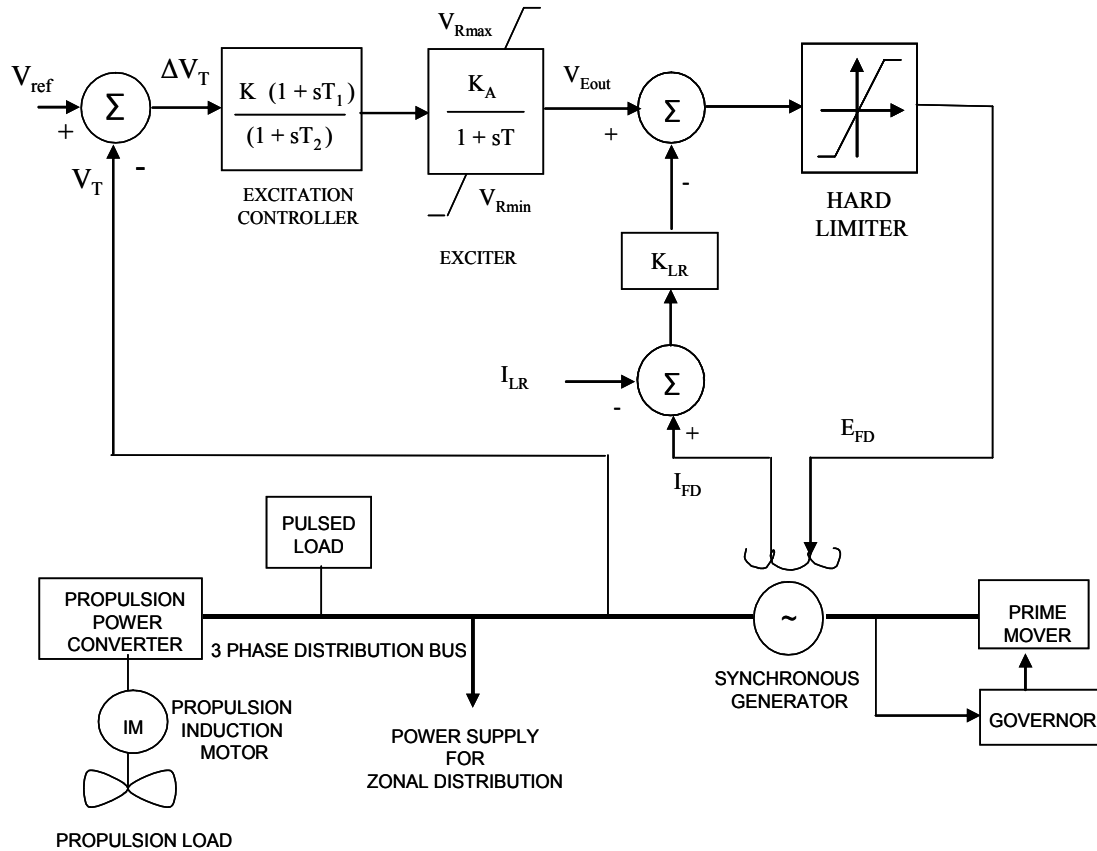 V_ref
+
Σ
-
V_T
ΔV_T
K (1 + sT_1)
(1 + sT_2)
EXCITATION
CONTROLLER
V_Rmax
K_A
1 + sT
V_Rmin
EXCITER
V_Eout
+
Σ
-
HARD
LIMITER
K_LR
I_LR
-
Σ
+
I_FD
E_FD
PULSED
LOAD
PROPULSION
POWER
CONVERTER
3 PHASE DISTRIBUTION BUS
~
SYNCHRONOUS
GENERATOR
PRIME
MOVER
GOVERNOR
IM
PROPULSION
INDUCTION
MOTOR
POWER SUPPLY
FOR
ZONAL DISTRIBUTION
PROPULSION LOAD